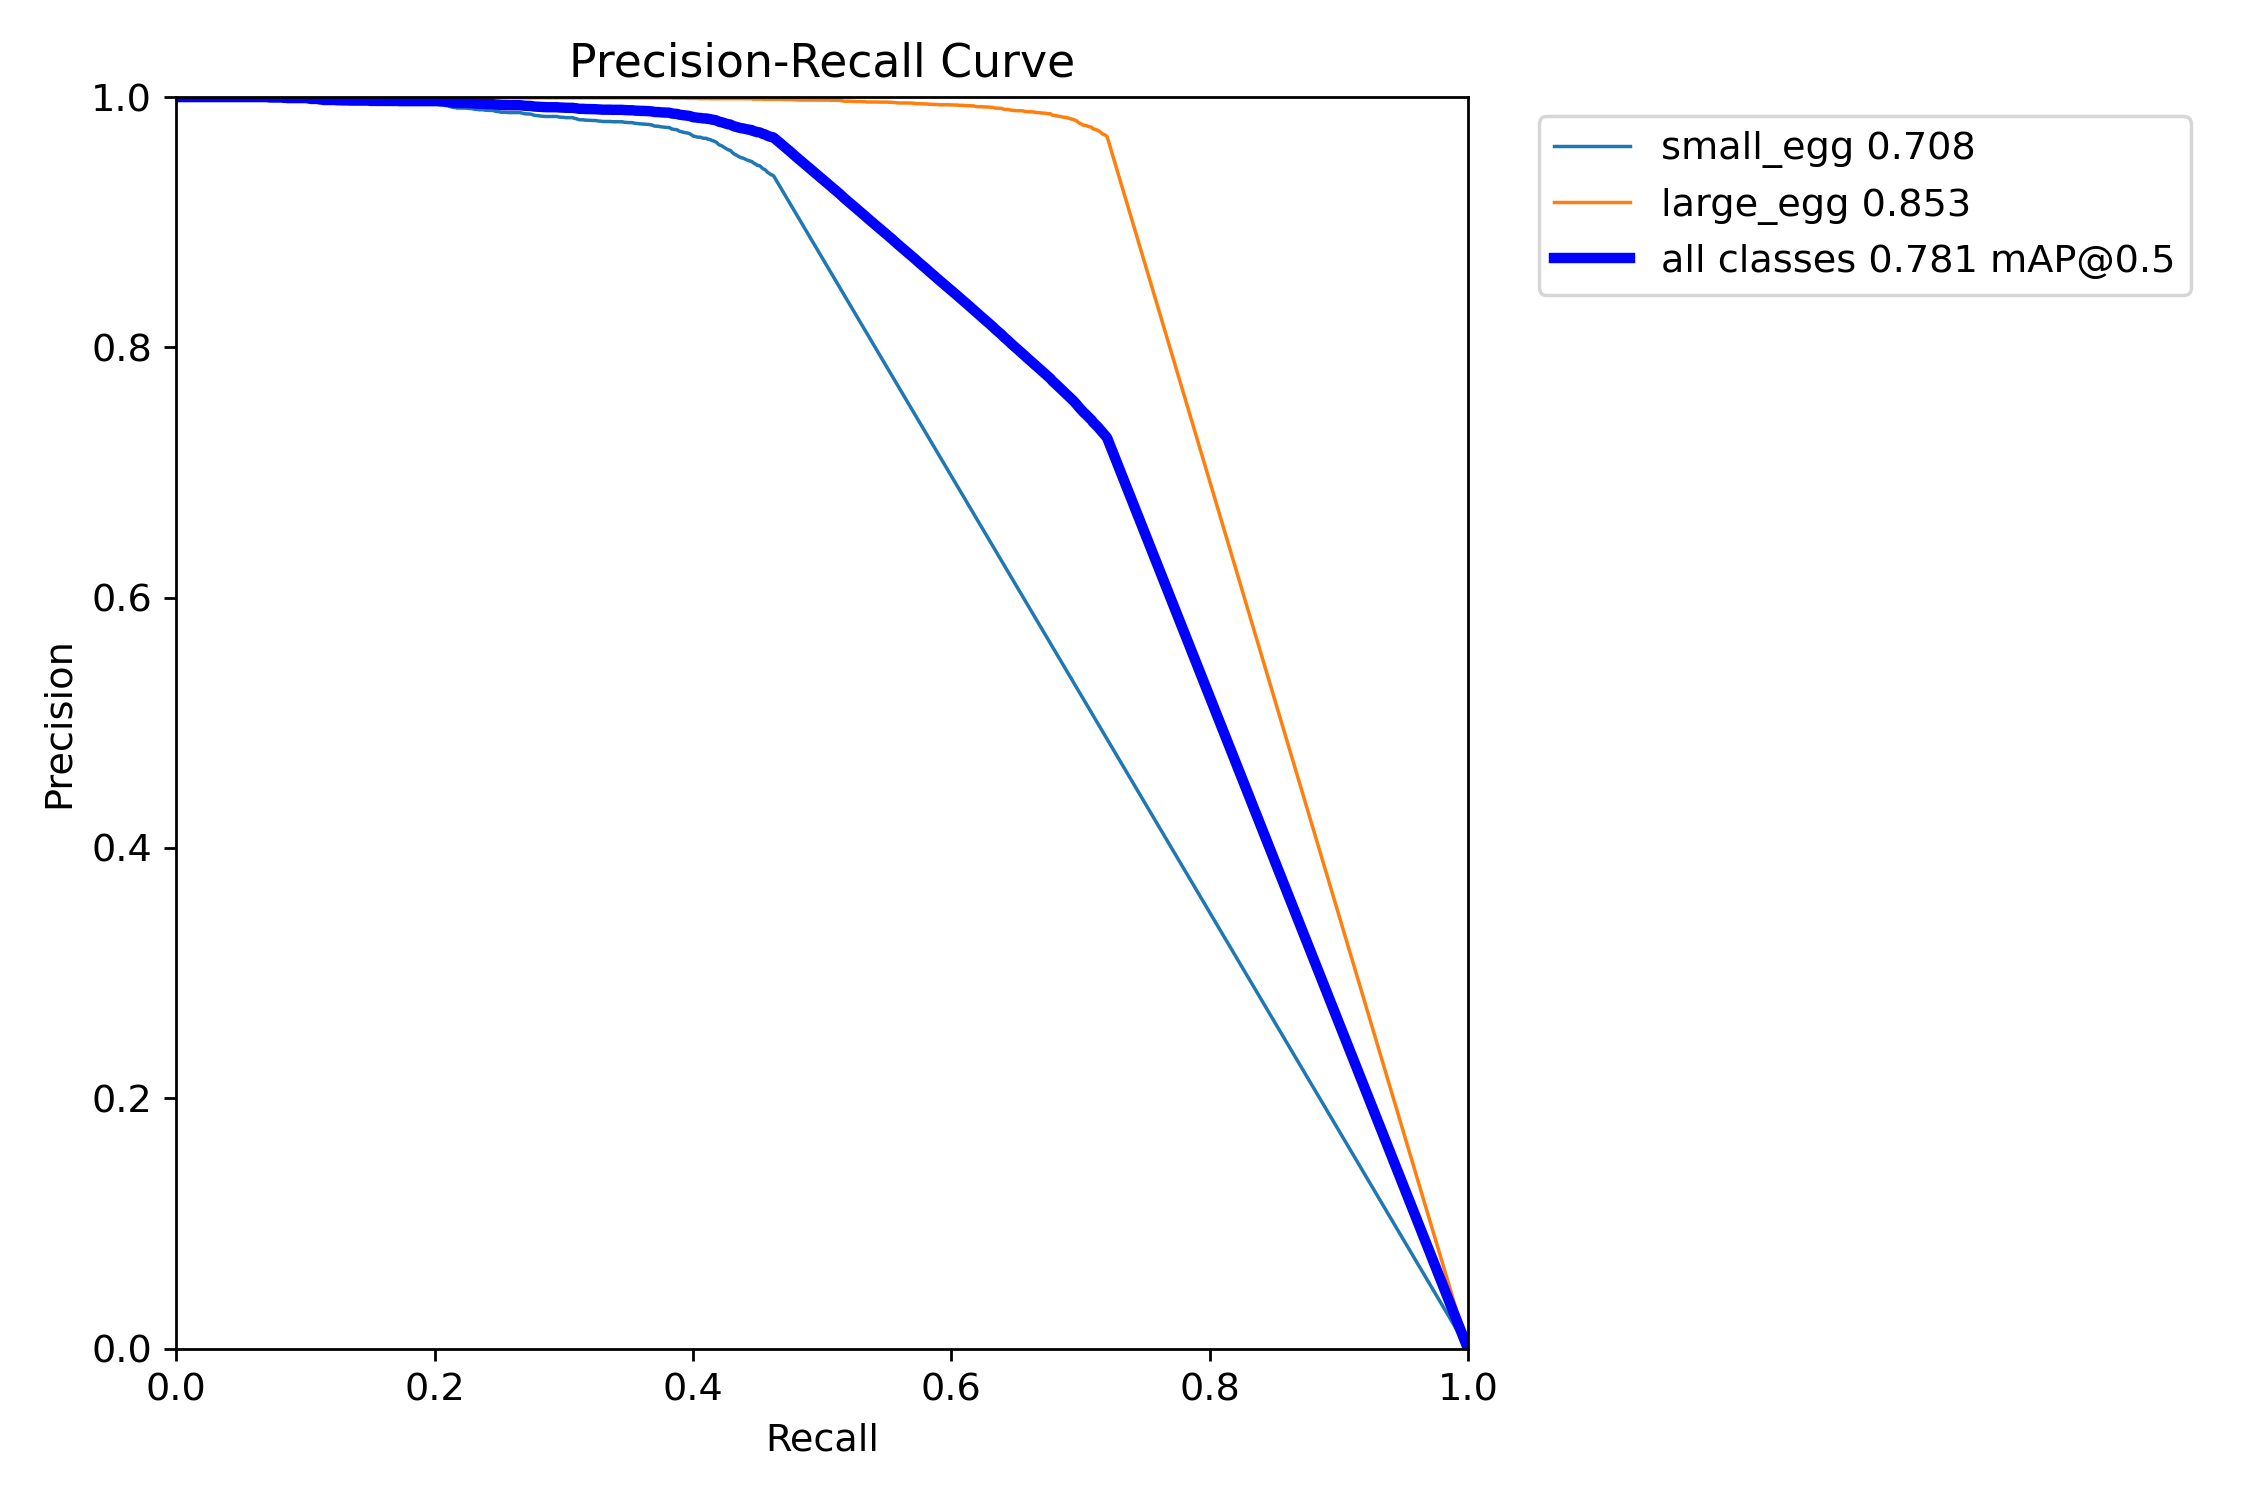 Precision-Recall Curve
1.0
0.8
0.6
0.4
0.2
0.0
Precision
0.0 0.2 0.4 0.6 0.8 1.0
Recall
small_egg 0.708
large_egg 0.853
all classes 0.781 mAP@0.5